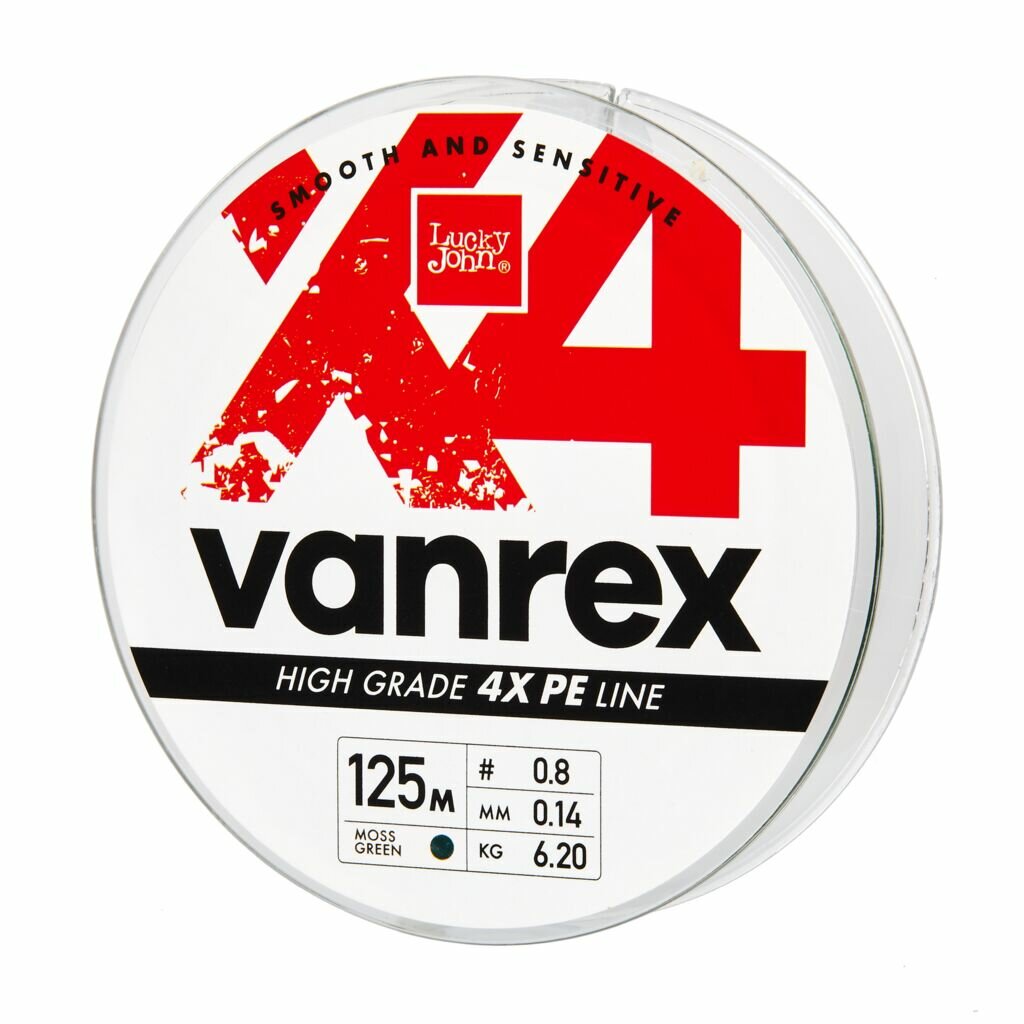 SMOOTH AND SENSITIVE
X4
Lucky
John®
vanrex
HIGH GRADE 4X PE LINE
125M
MOSS
GREEN
# 0.8
MM 0.14
KG 6.20